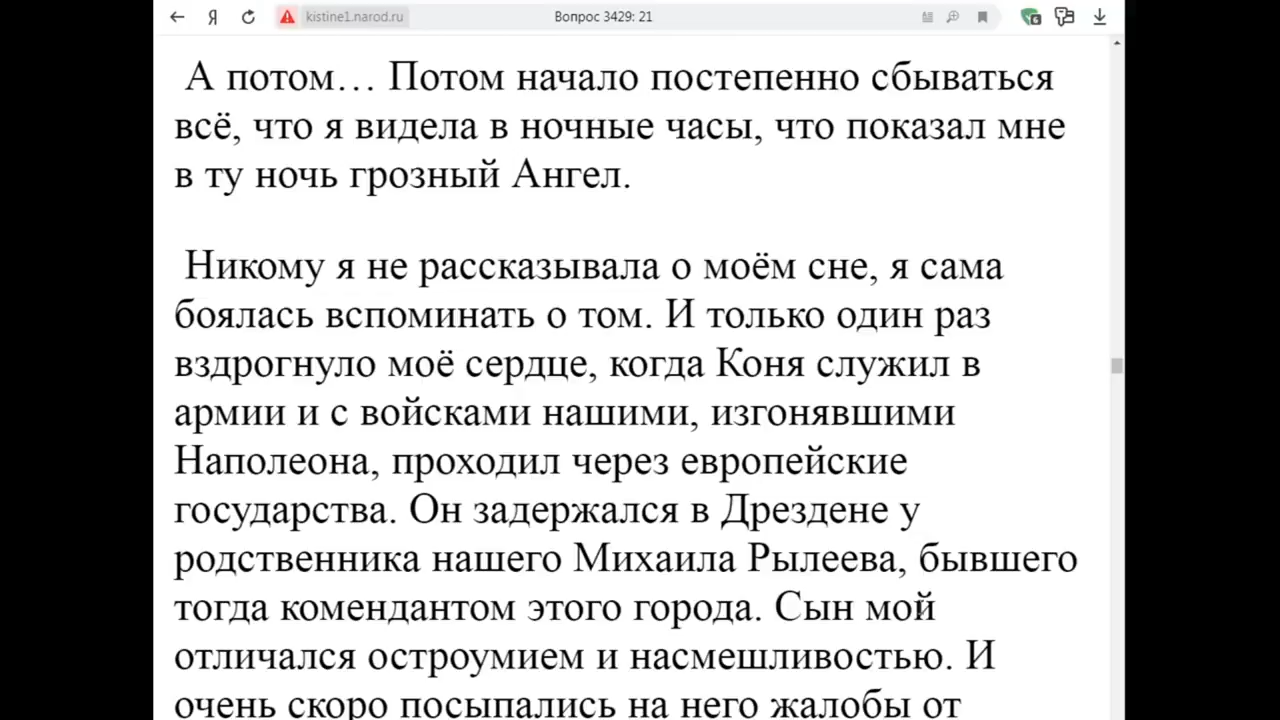 kistine1.narod.ru
Вопрос 3429: 21
6
А потом… Потом начало постепенно сбываться
всё, что я видела в ночные часы, что показал мне
в ту ночь грозный Ангел.
Никому я не рассказывала о моём сне, я сама
боялась вспоминать о том. И только один раз
вздрогнуло моё сердце, когда Коня служил в
армии и с войсками нашими, изгонявшими
Наполеона, проходил через европейские
государства. Он задержался в Дрездене у
родственника нашего Михаила Рылеева, бывшего
тогда комендантом этого города. Сын мой
отличался остроумием и насмешливостью. И
очень скоро посыпались на него жалобы от